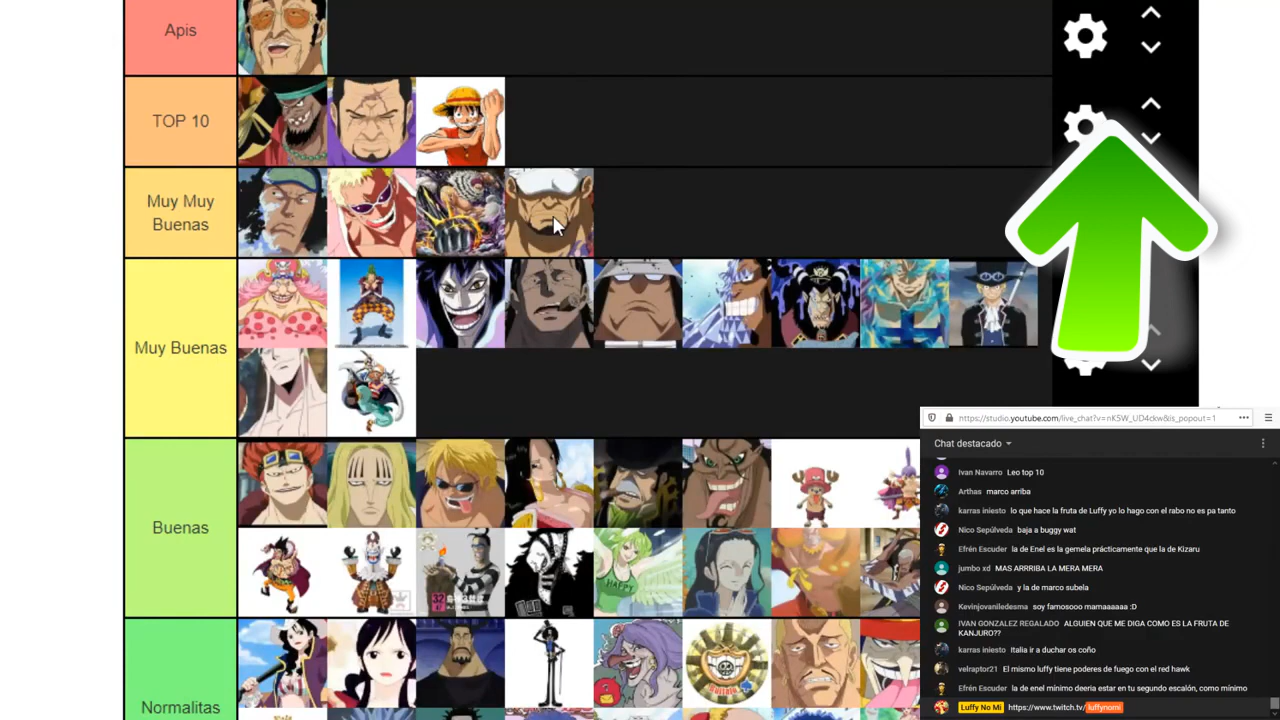 Apis
TOP 10
Muy Muy
Buenas
Muy Buenas
Buenas
HAPPY
Normalitas
https://studio.youtube.com/live_chat?v=nK5W_UD4ckw&is_popout=1
Chat destacado
Ivan Navarro Leo top 10
Arthas marco arriba
karras iniesto lo que hace la fruta de Luffy yo lo hago con el rabo no es pa tanto
Nico Sepúlveda baja a buggy wat
Efrén Escuder la de Enel es la gemela prácticamente que la de Kizaru
jumbo xd MAS ARRRIBA LA MERA MERA
Nico Sepúlveda y la de marco subela
Kevinjovaniledesma soy famosooo mamaaaaaa :D
IVAN GONZALEZ REGALADO ALGUIEN QUE ME DIGA COMO ES LA FRUTA DE
KANJURO??
karras iniesto Italia ir a duchar os coño
velraptor21 El mismo luffy tiene poderes de fuego con el red hawk
Efrén Escuder la de enel mínimo deria estar en tu segundo escalón, como mínimo
Luffy No Mi https://www.twitch.tv/luffynomi